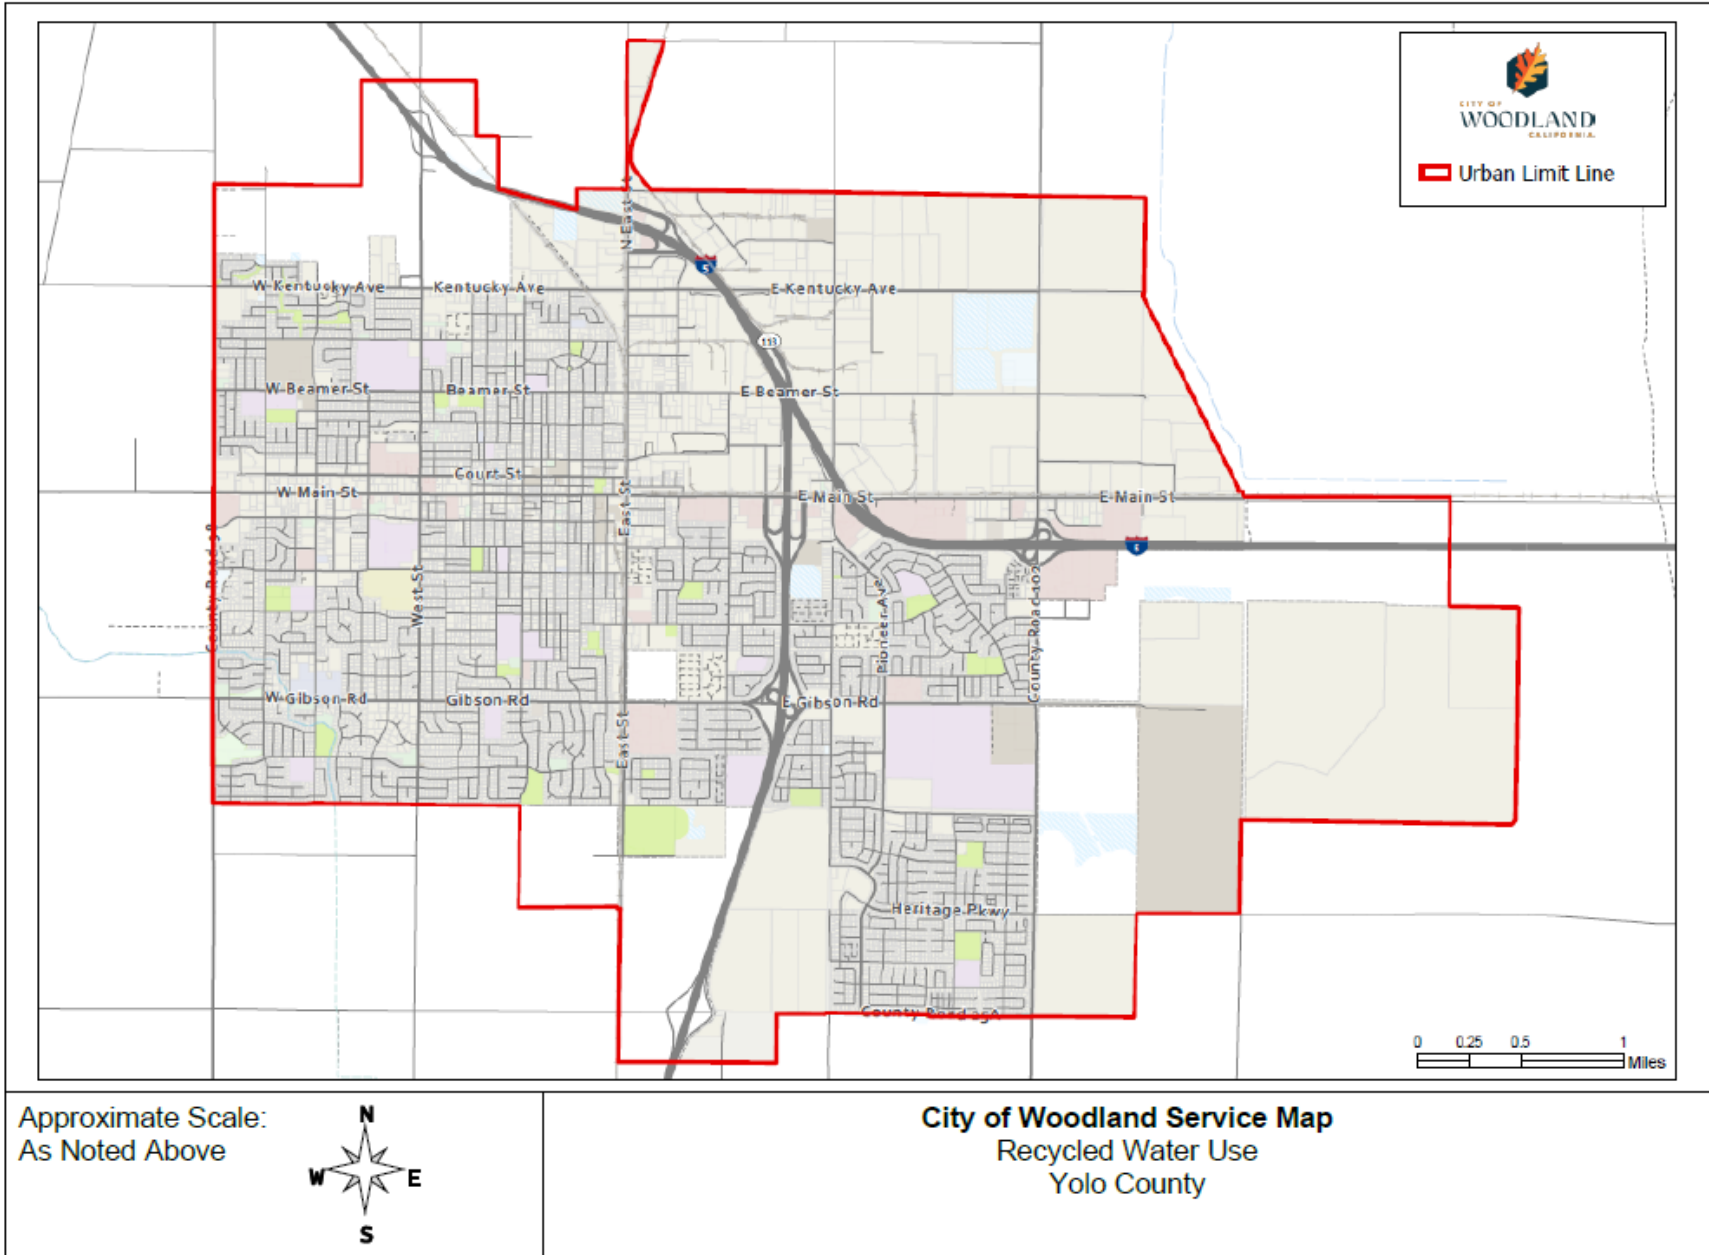 CITY OF
WOODLAND
CALIFORNIA
Urban Limit Line
N East St
5
W Kentucky Ave
Kentucky Ave
E Kentucky Ave
113
W Beamer St
Beamer St
E Beamer St
Court St
W Main St
E Main St
E Main St
East St
5
County Road 98
West St
Pioneer Ave
County Road 102
W Gibson Rd
Gibson Rd
E Gibson Rd
East St
Heritage Pkwy
County Road 25A
0 0.25 0.5 1
Miles
Approximate Scale:
As Noted Above
N
W E
S
City of Woodland Service Map
Recycled Water Use
Yolo County